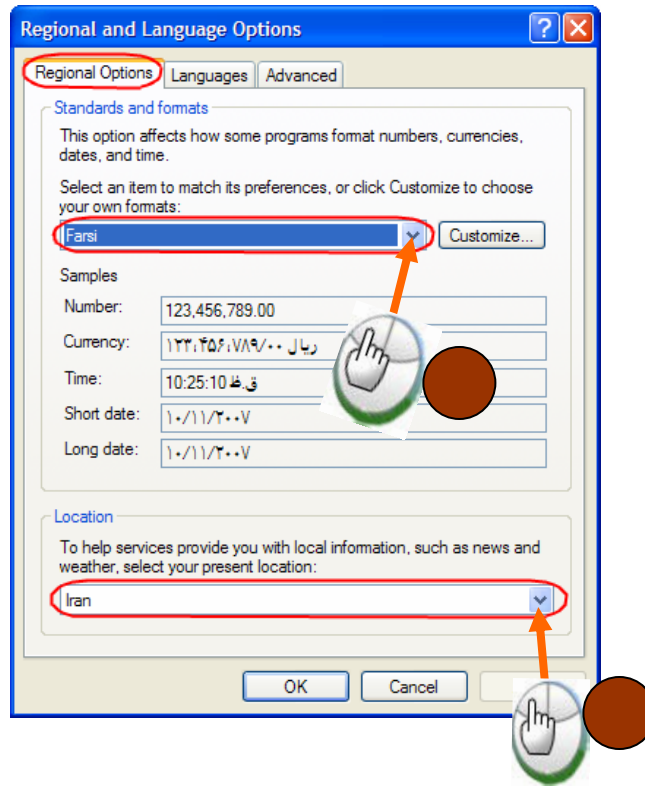 Regional and Language Options
Regional Options Languages Advanced
Standards and formats
This option affects how some programs format numbers, currencies,
dates, and time.
Select an item to match its preferences, or click Customize to choose
your own formats:
Farsi Customize...
Samples
Number: 123,456,789.00
Currency: ریال ۱۲۳،۴۵۶،۷۸۹/۰۰
Time: 10:25:10 ق.ظ
Short date: ۱۰/۱۱/۲۰۰۷
Long date: ۱۰/۱۱/۲۰۰۷
Location
To help services provide you with local information, such as news and
weather, select your present location:
Iran
OK Cancel